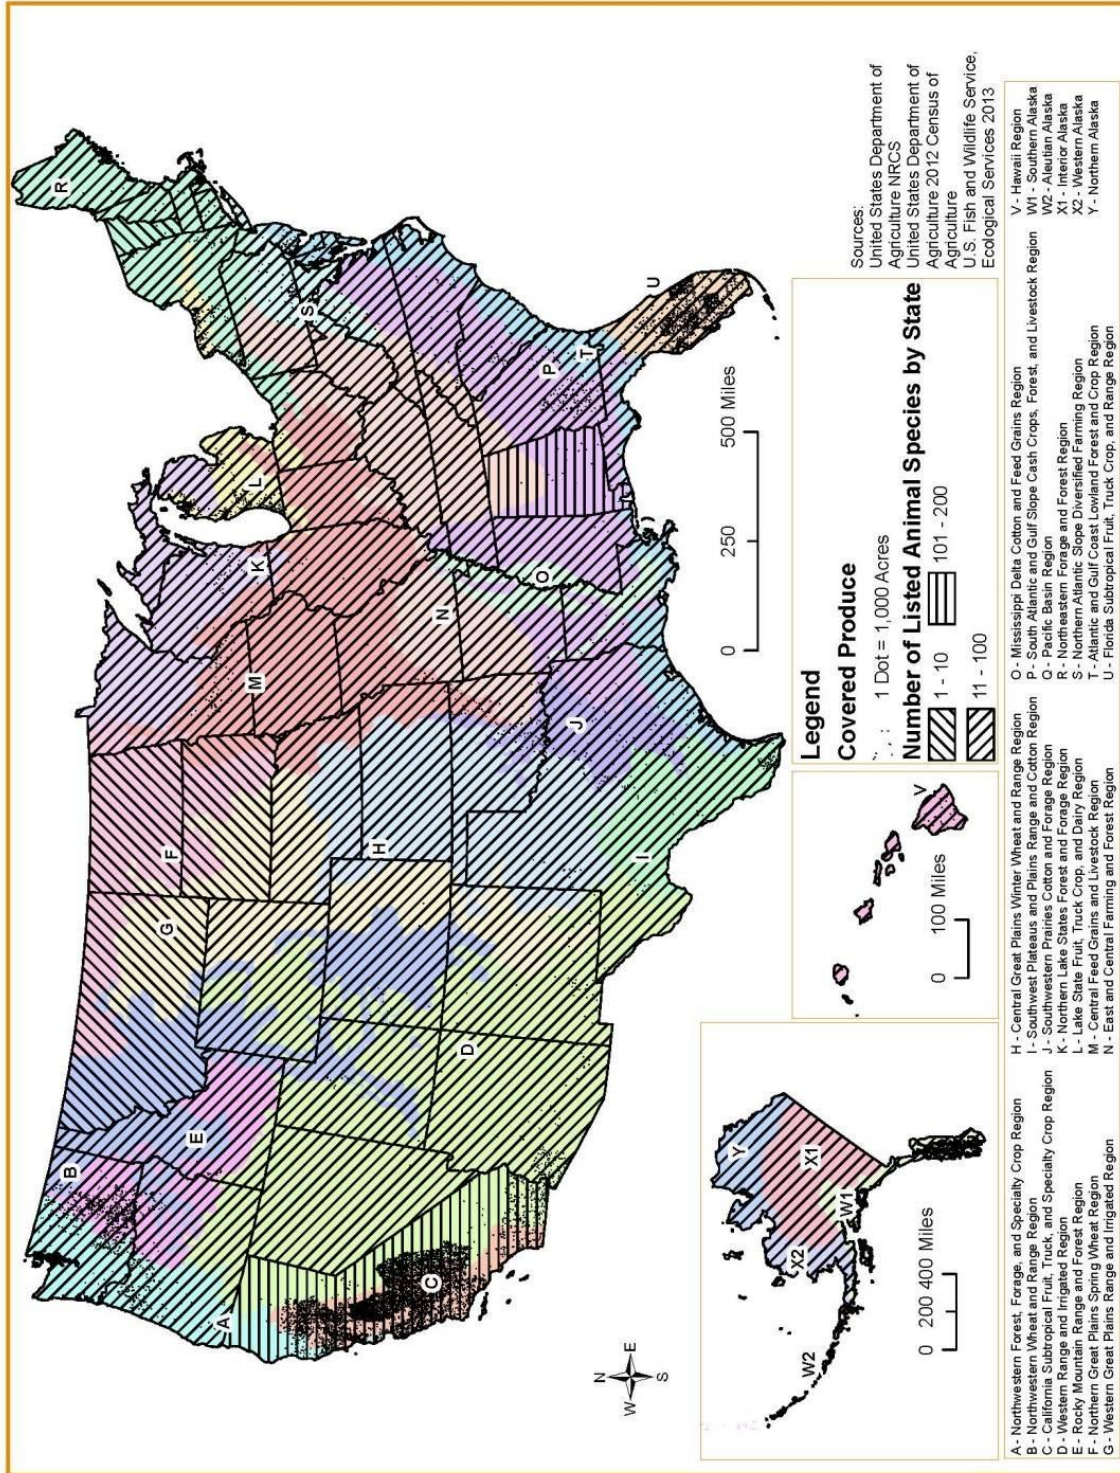 R
B
F
K
L
G
E
M
S
A
H
N
D
O
P
C
J
T
I
U
N
W E
S
0 250 500 Miles
Y
X1
X2
W1
W2
0 200 400 Miles
V
0 100 Miles
Legend
Covered Produce
1 Dot = 1,000 Acres
Number of Listed Animal Species by State
1 - 10
101 - 200
11 - 100
Sources:
United States Department of
Agriculture NRCS
United States Department of
Agriculture 2012 Census of
Agriculture
U.S. Fish and Wildlife Service,
Ecological Services 2013
A - Northwestern Forest, Forage, and Specialty Crop Region
B - Northwestern Wheat and Range Region
C - California Subtropical Fruit, Truck, and Specialty Crop Region
D - Western Range and Irrigated Region
E - Rocky Mountain Range and Forest Region
F - Northern Great Plains Spring Wheat Region
G - Western Great Plains Range and Irrigated Region
H - Central Great Plains Winter Wheat and Range Region
I - Southwest Plateaus and Plains Range and Cotton Region
J - Southwestern Prairies Cotton and Forage Region
K - Northern Lake States Forest and Forage Region
L - Lake State Fruit, Truck Crop, and Dairy Region
M - Central Feed Grains and Livestock Region
N - East and Central Farming and Forest Region
O - Mississippi Delta Cotton and Feed Grains Region
P - South Atlantic and Gulf Slope Cash Crops, Forest, and Livestock Region
Q - Pacific Basin Region
R - Northeastern Forage and Forest Region
S - Northern Atlantic Slope Diversified Farming Region
T - Atlantic and Gulf Coast Lowland Forest and Crop Region
U - Florida Subtropical Fruit, Truck Crop, and Range Region
V - Hawaii Region
W1 - Southern Alaska
W2 - Aleutian Alaska
X1 - Interior Alaska
X2 - Western Alaska
Y - Northern Alaska